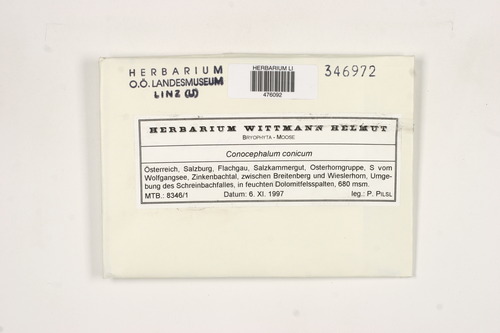 HERBARIUM
O.Ö. LANDESMUSEUM
LINZ (LI)
HERBARIUM LI
476092
346972
HERBARIUM WITTMANN HELMUT
BRYOPHYTA - MOOSE
Conocephalum conicum
Österreich, Salzburg, Flachgau, Salzkammergut, Osterhorngruppe, S vom
Wolfgangsee, Zinkenbachtal, zwischen Breitenberg und Wieslerhorn, Umge-
bung des Schreinbachfalles, in feuchten Dolomitfelsspalten, 680 msm.
MTB.: 8346/1 Datum: 6. XI. 1997 leg.: P. PILSL